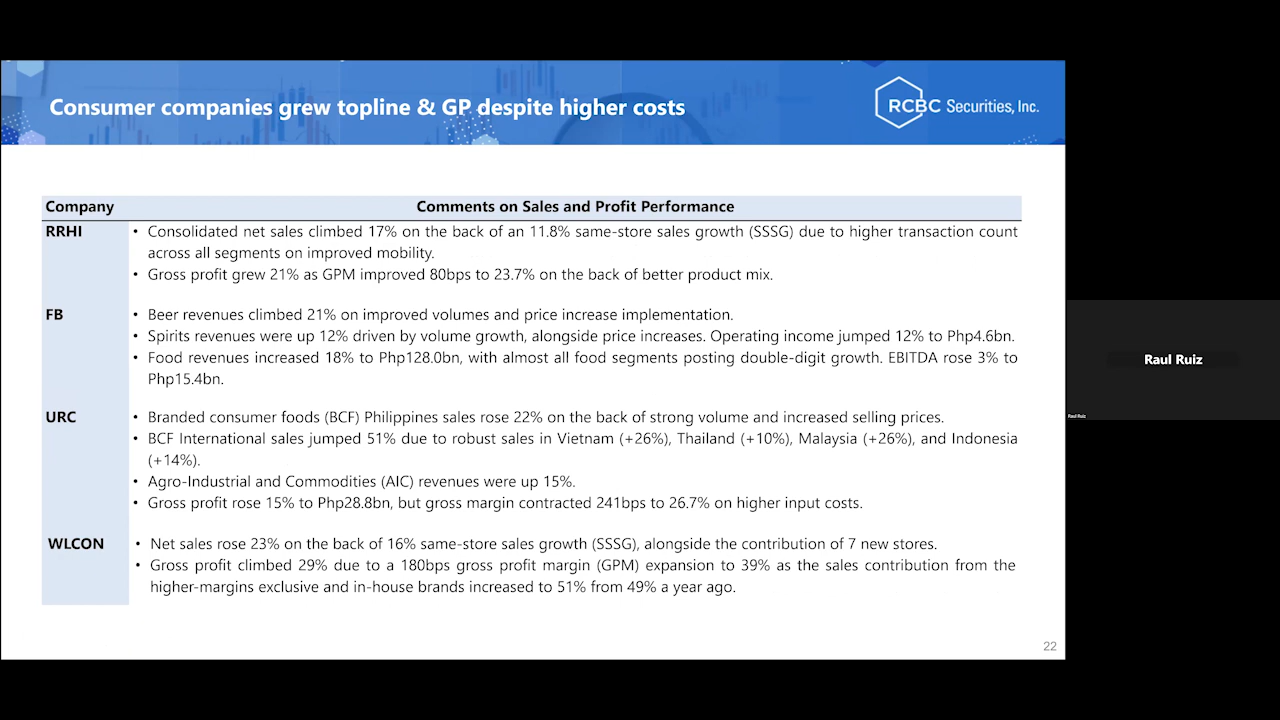 Consumer companies grew topline & GP despite higher costs
RCBC Securities, Inc.
Company Comments on Sales and Profit Performance
RRHI
• Consolidated net sales climbed 17% on the back of an 11.8% same-store sales growth (SSSG) due to higher transaction count
across all segments on improved mobility.
• Gross profit grew 21% as GPM improved 80bps to 23.7% on the back of better product mix.
FB
• Beer revenues climbed 21% on improved volumes and price increase implementation.
• Spirits revenues were up 12% driven by volume growth, alongside price increases. Operating income jumped 12% to Php4.6bn.
• Food revenues increased 18% to Php128.0bn, with almost all food segments posting double-digit growth. EBITDA rose 3% to
Php15.4bn.
URC
• Branded consumer foods (BCF) Philippines sales rose 22% on the back of strong volume and increased selling prices.
• BCF International sales jumped 51% due to robust sales in Vietnam (+26%), Thailand (+10%), Malaysia (+26%), and Indonesia
(+14%).
• Agro-Industrial and Commodities (AIC) revenues were up 15%.
• Gross profit rose 15% to Php28.8bn, but gross margin contracted 241bps to 26.7% on higher input costs.
WLCON
• Net sales rose 23% on the back of 16% same-store sales growth (SSSG), alongside the contribution of 7 new stores.
• Gross profit climbed 29% due to a 180bps gross profit margin (GPM) expansion to 39% as the sales contribution from the
higher-margins exclusive and in-house brands increased to 51% from 49% a year ago.
22
Raul Ruiz
Raul Ruiz